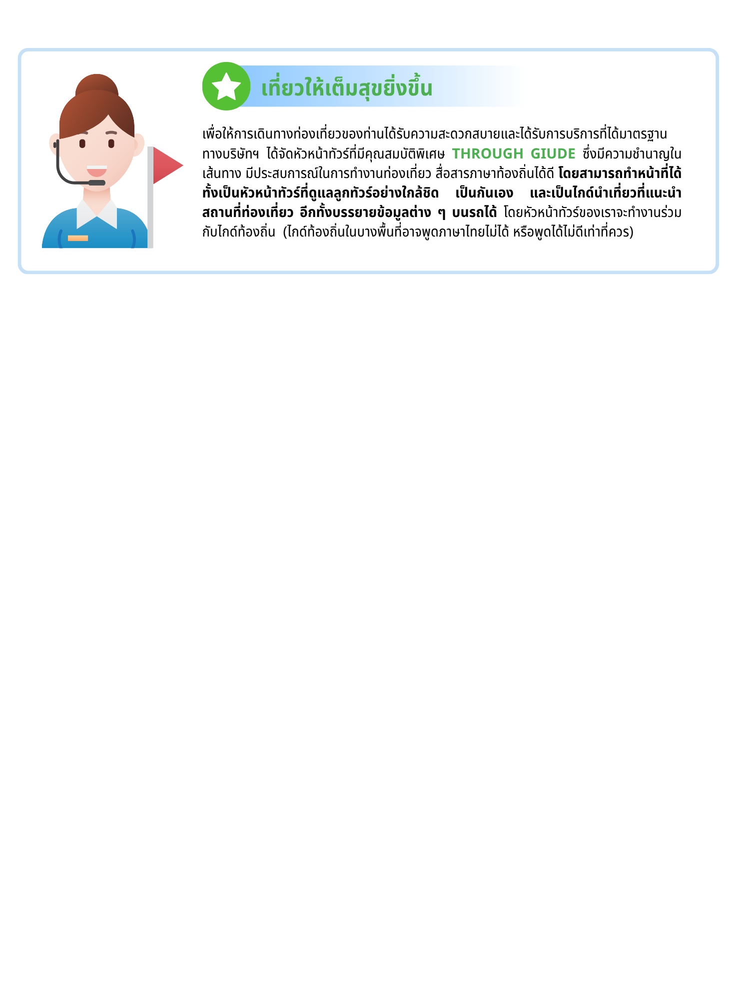 เที่ยวให้เต็มสุขยิ่งขึ้น
เพื่อให้การเดินทางท่องเที่ยวของท่านได้รับความสะดวกสบายและได้รับการบริการที่ได้มาตรฐาน
ทางบริษัทฯ ได้จัดหัวหน้าทัวร์ที่มีคุณสมบัติพิเศษ THROUGH GIUDE ซึ่งมีความชำนาญใน
เส้นทาง มีประสบการณ์ในการทำงานท่องเที่ยว สื่อสารภาษาท้องถิ่นได้ดี โดยสามารถทำหน้าที่ได้
ทั้งเป็นหัวหน้าทัวร์ที่ดูแลลูกทัวร์อย่างใกล้ชิด เป็นกันเอง และเป็นไกด์นำเที่ยวที่แนะนำ
สถานที่ท่องเที่ยว อีกทั้งบรรยายข้อมูลต่าง ๆ บนรถได้ โดยหัวหน้าทัวร์ของเราจะทำงานร่วม
กับไกด์ท้องถิ่น (ไกด์ท้องถิ่นในบางพื้นที่อาจพูดภาษาไทยไม่ได้ หรือพูดได้ไม่ดีเท่าที่ควร)